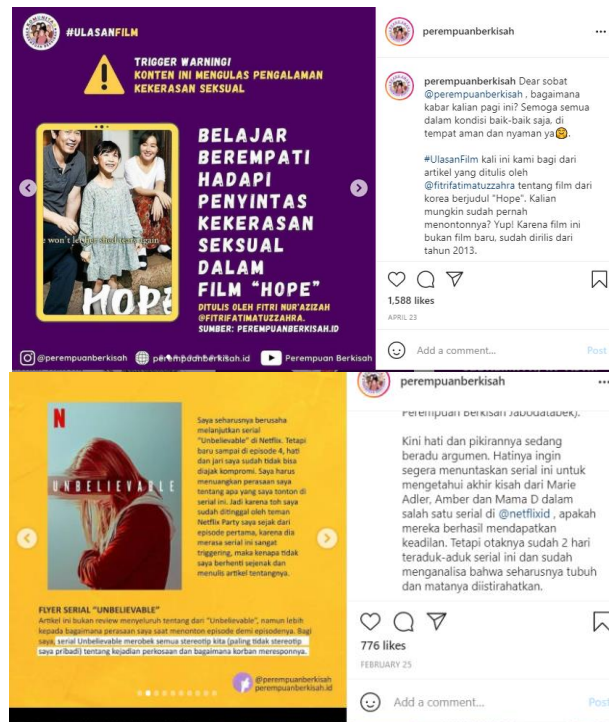 #ULASANFILM
TRIGGER WARNING!
KONTEN INI MENGULAS PENGALAMAN
KEKERASAN SEKSUAL
BELAJAR
BEREMPATI
HADAPI
PENYINTAS
KEKERASAN
SEKSUAL
DALAM
FILM “HOPE”
DITULIS OLEH FITRI NUR'AZIZAH
@FITRIFATIMATUZZAHRA.
SUMBER: PEREMPUANBERKISAH.ID
e won't let her shed tears again
HOPE
@perempuanberkisah
perempuanberkisah.id
Perempuan Berkisah
perempuanberkisah
perempuanberkisah Dear sobat
@perempuanberkisah , bagaimana
kabar kalian pagi ini? Semoga semua
dalam kondisi baik-baik saja, di
tempat aman dan nyaman ya
#UlasanFilm kali ini kami bagi dari
artikel yang ditulis oleh
@fitrifatimatuzzahra tentang film dari
korea berjudul "Hope". Kalian
mungkin sudah pernah
menontonnya? Yup! Karena film ini
bukan film baru, sudah dirilis dari
tahun 2013.
1,588 likes
APRIL 23
Add a comment...
Post
N
UNBELIEVABLE
Saya seharusnya berusaha
melanjutkan serial
"Unbelievable" di Netflix. Tetapi
baru sampai di episode 4, hati
dan jari saya sudah tidak bisa
diajak kompromi. Saya harus
menuangkan perasaan saya
tentang apa yang saya tonton di
serial ini. Jadi karena toh saya
sudah ditinggal oleh teman
Netflix Party saya sejak dari
episode pertama, karena dia
merasa serial ini sangat
triggering, maka kenapa tidak
saya berhenti sejenak dan
menulis artikel tentangnya.
FLYER SERIAL "UNBELIEVABLE"
Artikel ini bukan review menyeluruh tentang dari "Unbelievable", namun lebih
kepada bagaimana perasaan saya saat menonton episode demi episodenya. Bagi
saya, serial Unbelievable merobek semua stereotip kita (paling tidak stereotip
saya pribadi) tentang kejadian perkosaan dan bagaimana korban meresponnya.
@perempuanberkisah
perempuanberkisah.id
perempuanberkisah
Perempuan Berkisah Jabodatabek).
Kini hati dan pikirannya sedang
beradu argumen. Hatinya ingin
segera menuntaskan serial ini untuk
mengetahui akhir kisah dari Marie
Adler, Amber dan Mama D dalam
salah satu serial di @netflixid , apakah
mereka berhasil mendapatkan
keadilan. Tetapi otaknya sudah 2 hari
teraduk-aduk serial ini dan sudah
menganalisa bahwa seharusnya tubuh
dan matanya diistirahatkan.
776 likes
FEBRUARY 25
Add a comment...
Post